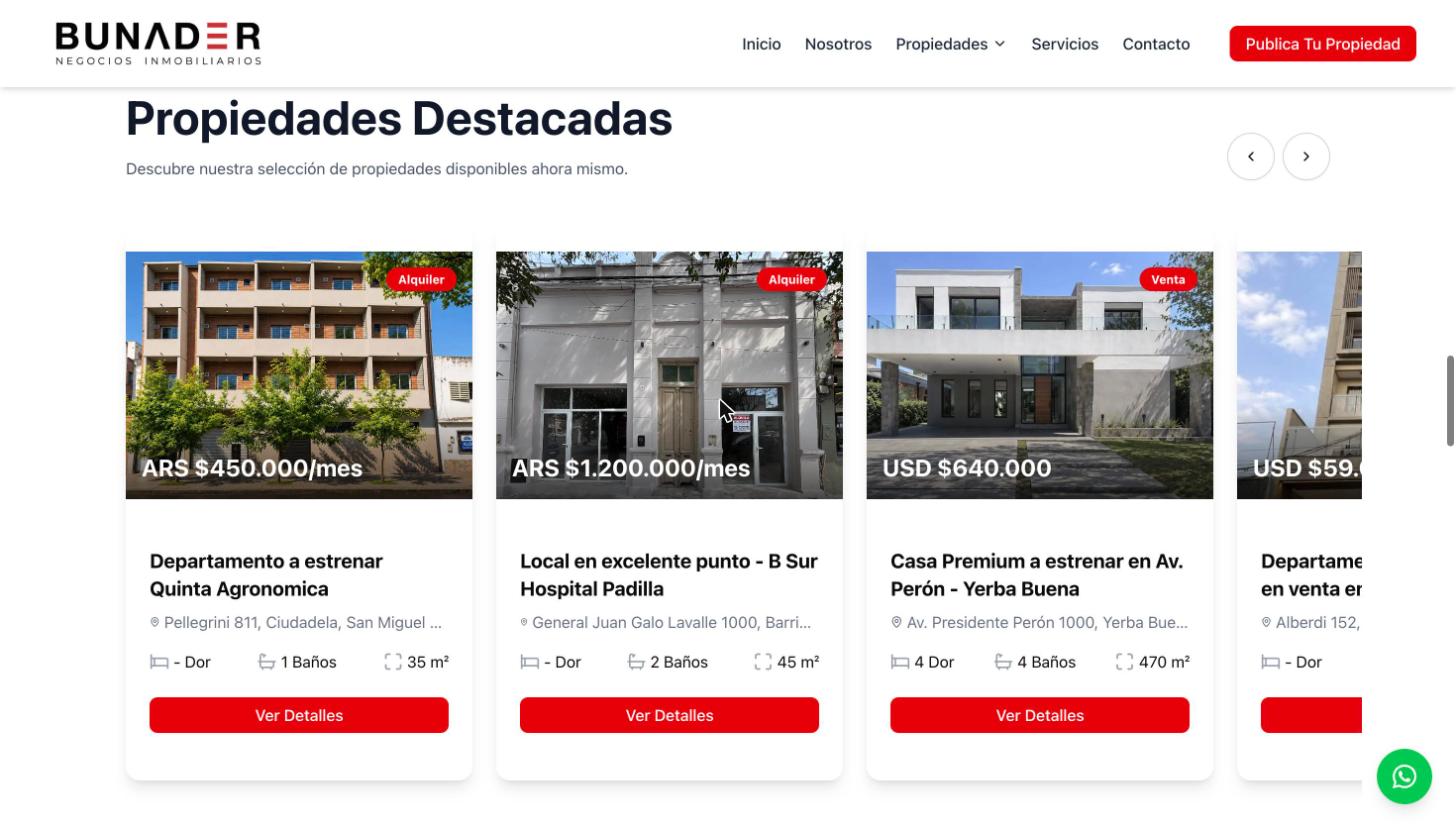 BUNADER
NEGOCIOS INMOBILIARIOS
Inicio
Nosotros
Propiedades
Servicios
Contacto
Publica Tu Propiedad
Propiedades Destacadas
Descubre nuestra selección de propiedades disponibles ahora mismo.
Alquiler
ARS $450.000/mes
Departamento a estrenar
Quinta Agronomica
Pellegrini 811, Ciudadela, San Miguel ...
- Dor
1 Baños
35 m²
Ver Detalles
Alquiler
ARS $1.200.000/mes
Local en excelente punto - B Sur
Hospital Padilla
General Juan Galo Lavalle 1000, Barri...
- Dor
2 Baños
45 m²
Ver Detalles
Venta
USD $640.000
Casa Premium a estrenar en Av.
Perón - Yerba Buena
Av. Presidente Perón 1000, Yerba Bue...
4 Dor
4 Baños
470 m²
Ver Detalles
USD $59.
Departame
en venta
Alberdi 152,
- Dor